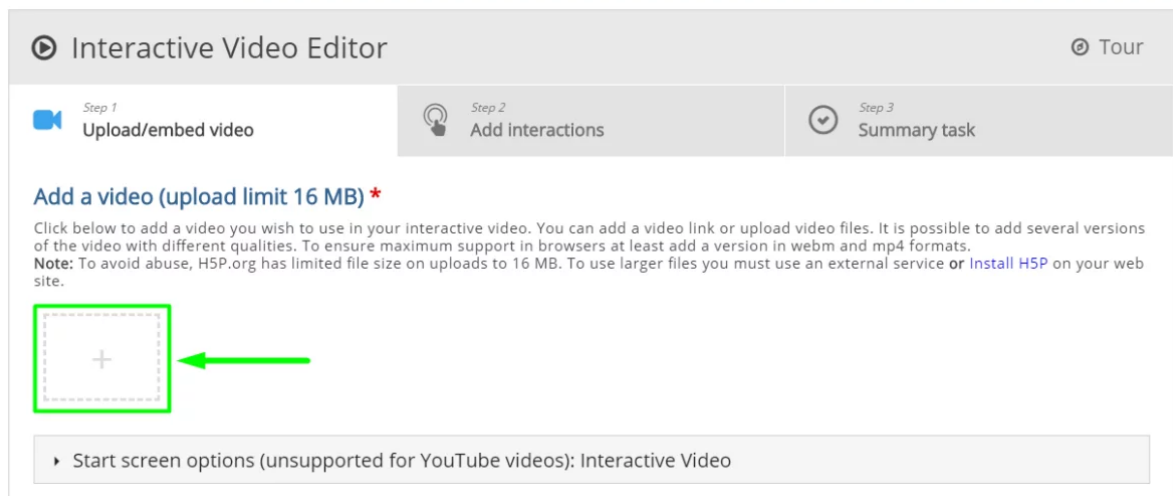 Interactive Video Editor
Tour
Step 1
Upload/embed video
Step 2
Add interactions
Step 3
Summary task
Add a video (upload limit 16 MB) *
Click below to add a video you wish to use in your interactive video. You can add a video link or upload video files. It is possible to add several versions
of the video with different qualities. To ensure maximum support in browsers at least add a version in webm and mp4 formats.
Note: To avoid abuse, H5P.org has limited file size on uploads to 16 MB. To use larger files you must use an external service or Install H5P on your web
site.
+
Start screen options (unsupported for YouTube videos): Interactive Video